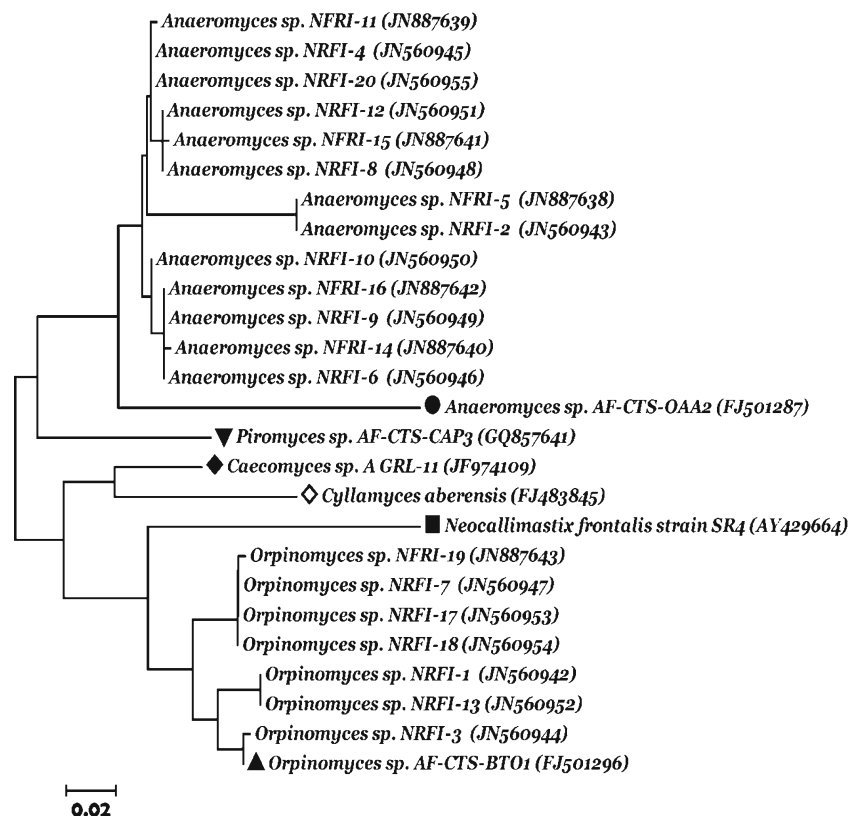 Anaeromyces sp. NFRI-11 (JN887639)
Anaeromyces sp. NRFI-4 (JN560945)
Anaeromyces sp. NRFI-20 (JN560955)
Anaeromyces sp. NRFI-12 (JN560951)
Anaeromyces sp. NFRI-15 (JN887641)
Anaeromyces sp. NRFI-8 (JN560948)
Anaeromyces sp. NFRI-5 (JN887638)
Anaeromyces sp. NRFI-2 (JN560943)
Anaeromyces sp. NRFI-10 (JN560950)
Anaeromyces sp. NFRI-16 (JN887642)
Anaeromyces sp. NRFI-9 (JN560949)
Anaeromyces sp. NFRI-14 (JN887640)
Anaeromyces sp. NRFI-6 (JN560946)
Anaeromyces sp. AF-CTS-OAA2 (FJ501287)
Piromyces sp. AF-CTS-CAP3 (GQ857641)
Caecomyces sp. A GRL-11 (JF974109)
Cyllamyces aberensis (FJ483845)
Neocallimastix frontalis strain SR4 (AY429664)
Orpinomyces sp. NFRI-19 (JN887643)
Orpinomyces sp. NRFI-7 (JN560947)
Orpinomyces sp. NRFI-17 (JN560953)
Orpinomyces sp. NRFI-18 (JN560954)
Orpinomyces sp. NRFI-1 (JN560942)
Orpinomyces sp. NRFI-13 (JN560952)
Orpinomyces sp. NRFI-3 (JN560944)
Orpinomyces sp. AF-CTS-BTO1 (FJ501296)
0.02